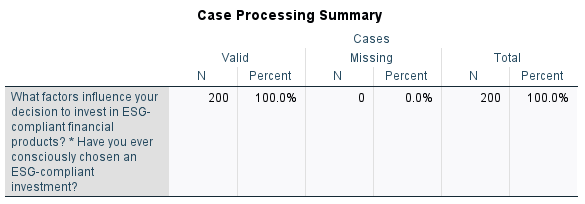 Case Processing Summary
Cases
Valid Missing Total
N Percent N Percent N Percent
What factors influence your 200 100.0% 0 0.0% 200 100.0%
decision to invest in ESG-
compliant financial
products? * Have you ever
consciously chosen an
ESG-compliant
investment?